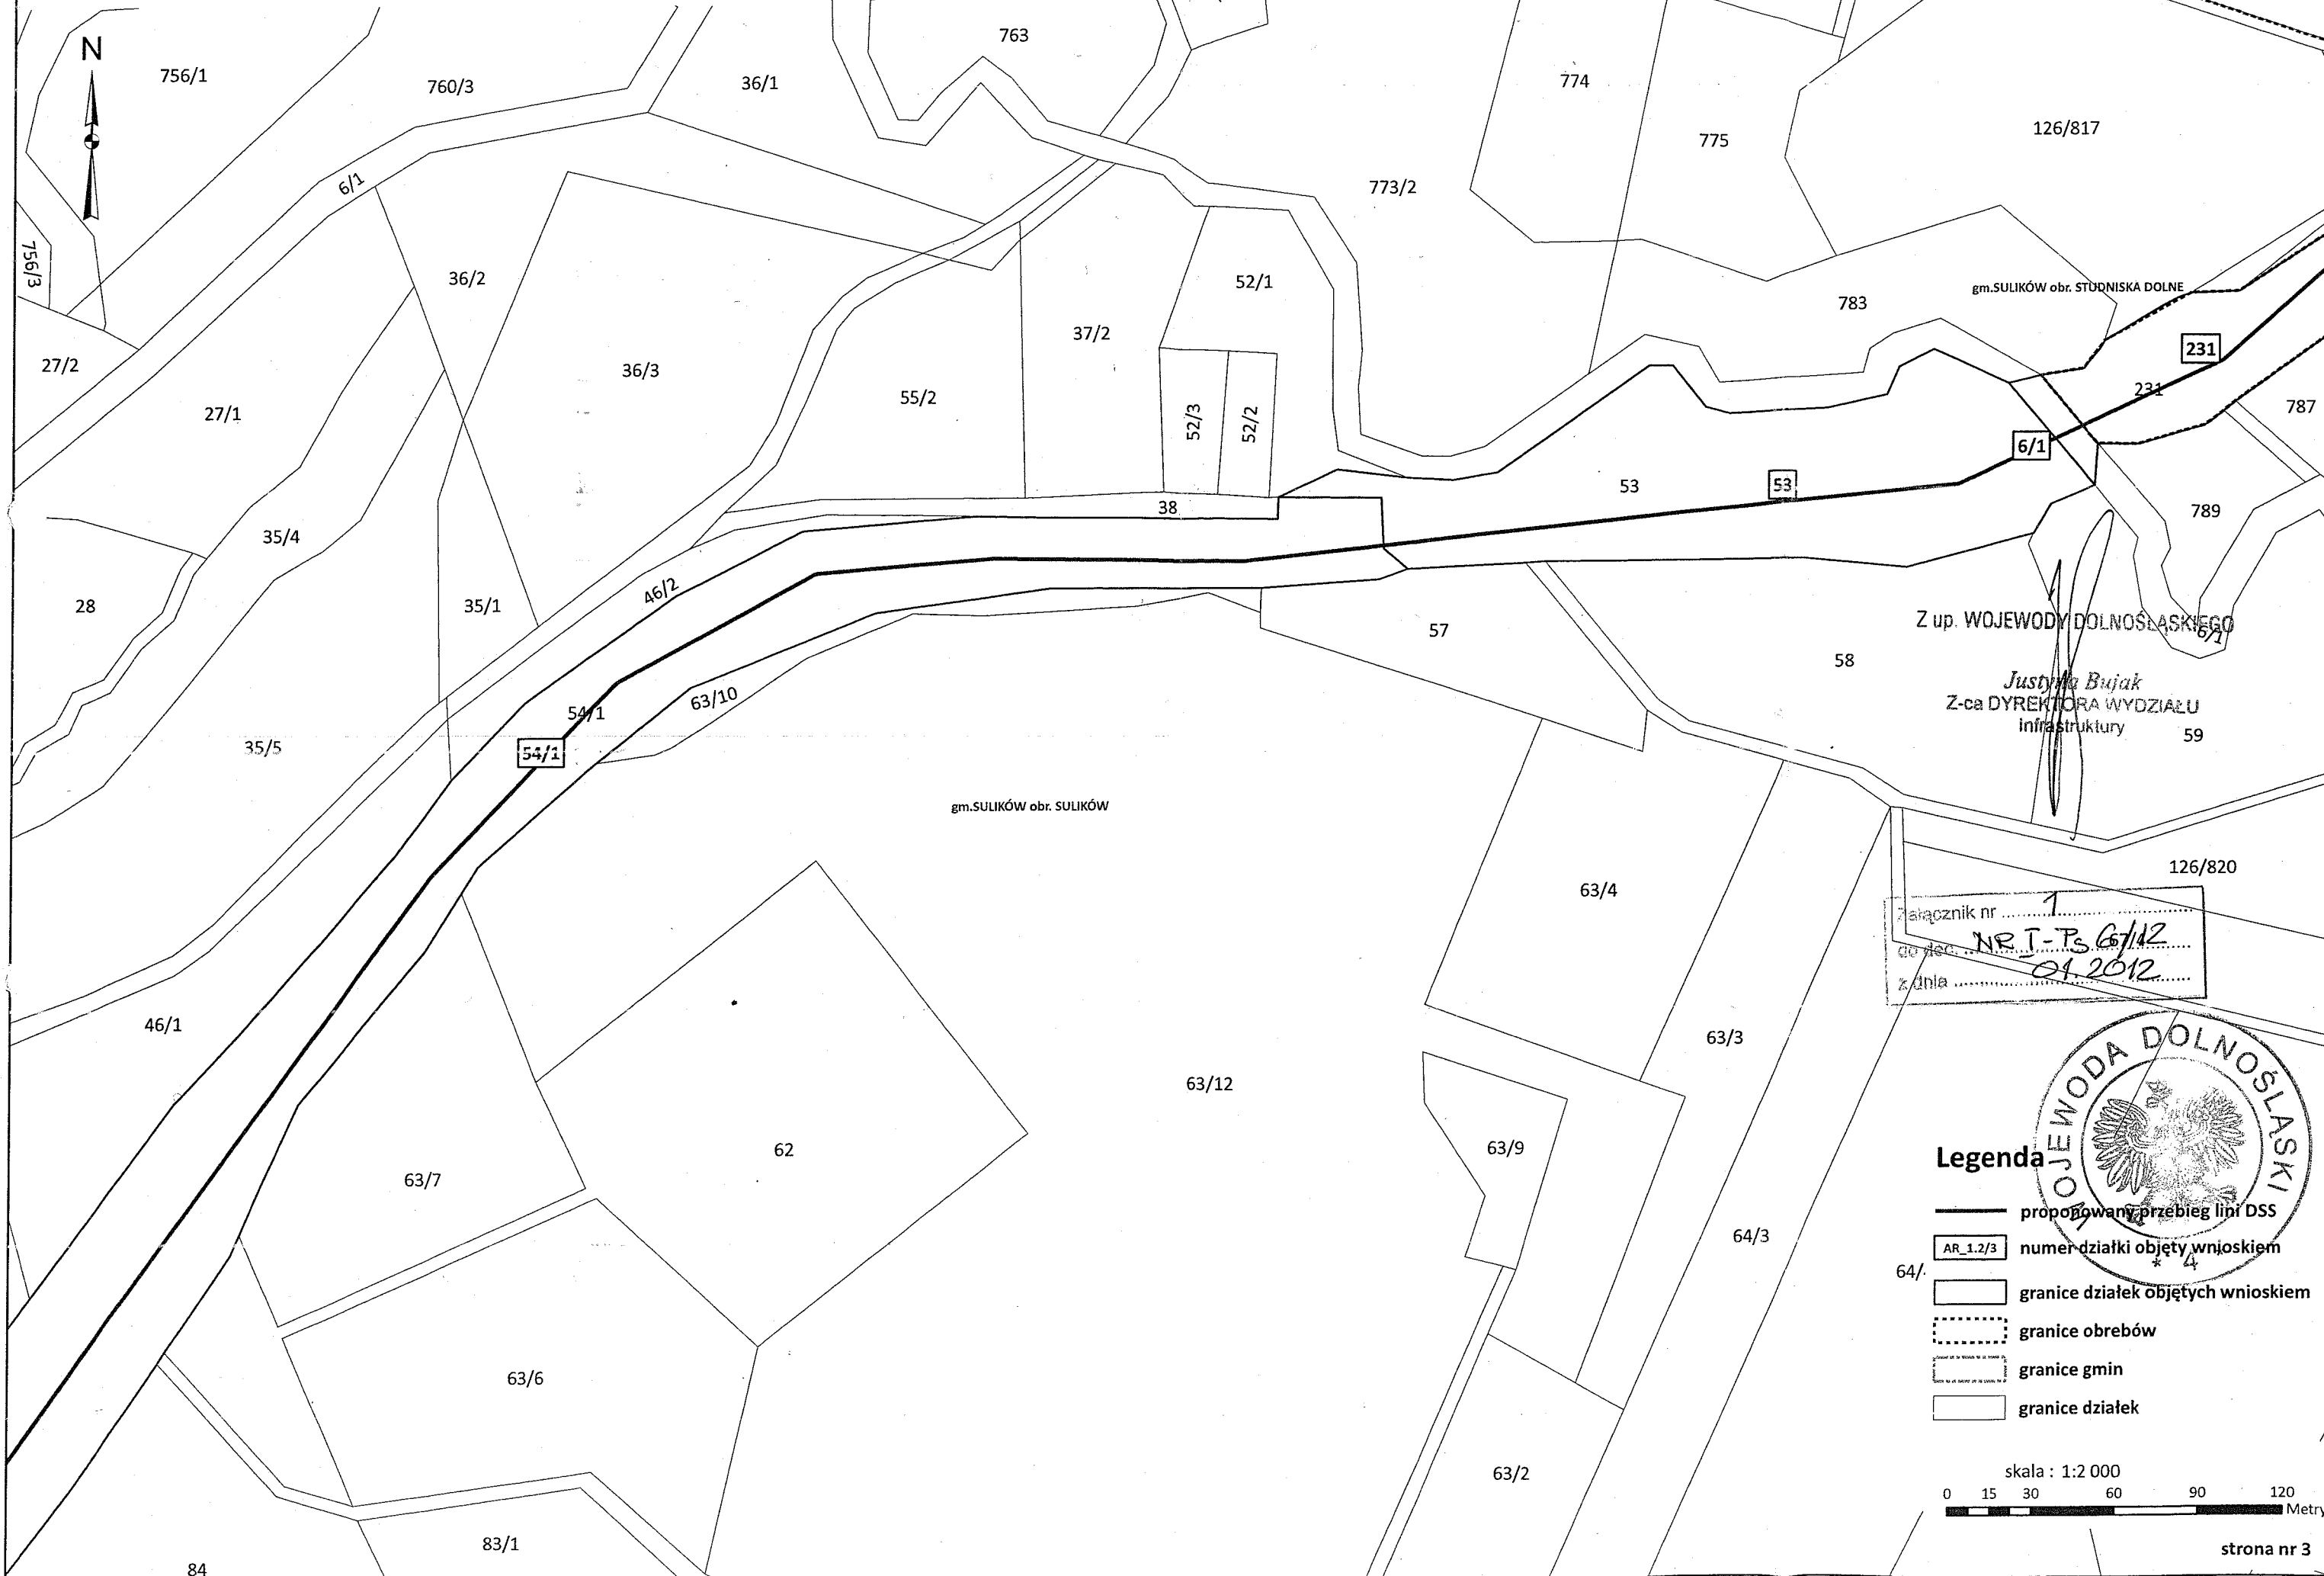 N
756/1
760/3
36/1
763
774
775
126/817
773/2
6/1
756/3
36/2
52/1
37/2
gm.SULIKÓW obr. STUDNISKA DOLNE
783
27/2
27/1
36/3
55/2
52/3
52/2
231
231
787
6/1
53
53
38
789
35/4
28
35/1
46/2
57
58
Z up. WOJEWODY DOLNOŚLĄSKIEGO
6/1
Justyna Bujak
Z-ca DYREKTORA WYDZIAŁU
Infrastruktury
59
63/10
54/1
54/1
35/5
gm.SULIKÓW obr. SULIKÓW
63/4
126/820
Załącznik nr 1
do dec. NR I-Ps
z dnia 01.2012
46/1
63/3
63/12
62
63/7
63/9
64/3
64/
WOJEWODA DOLNOŚLĄSKI
* 4 *
Legenda
proponowany przebieg lini DSS
AR_1.2/3 numer działki objęty wnioskiem
granice działek objętych wnioskiem
granice obrebów
granice gmin
granice działek
63/6
63/2
83/1
84
skala : 1:2 000
0 15 30 60 90 120
Metry
strona nr 3